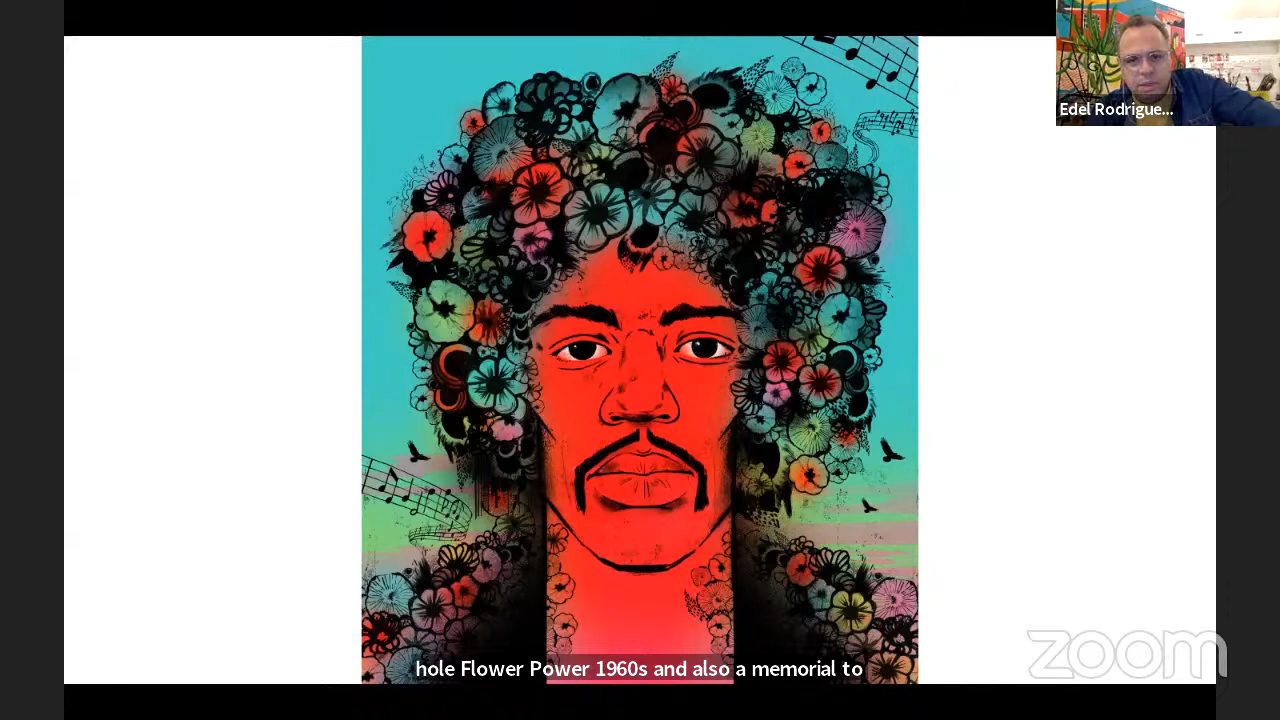 Edel Rodrigue...
hole Flower Power 1960s and also a memorial to
zoom